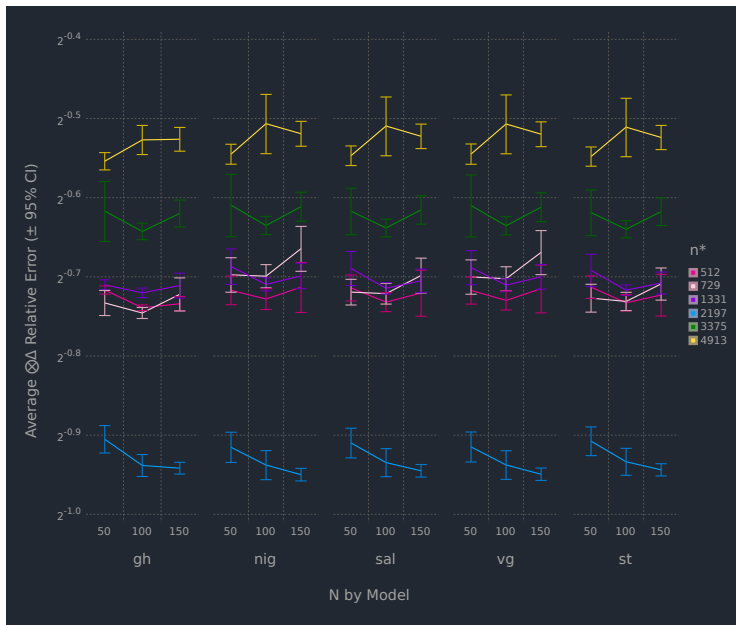 2^-0.4
2^-0.5
2^-0.6
2^-0.7
2^-0.8
2^-0.9
2^-1.0
Average ⊗Δ Relative Error (± 95% CI)
50 100 150 50 100 150 50 100 150 50 100 150 50 100 150
gh nig sal vg st
N by Model
n*
512
729
1331
2197
3375
4913